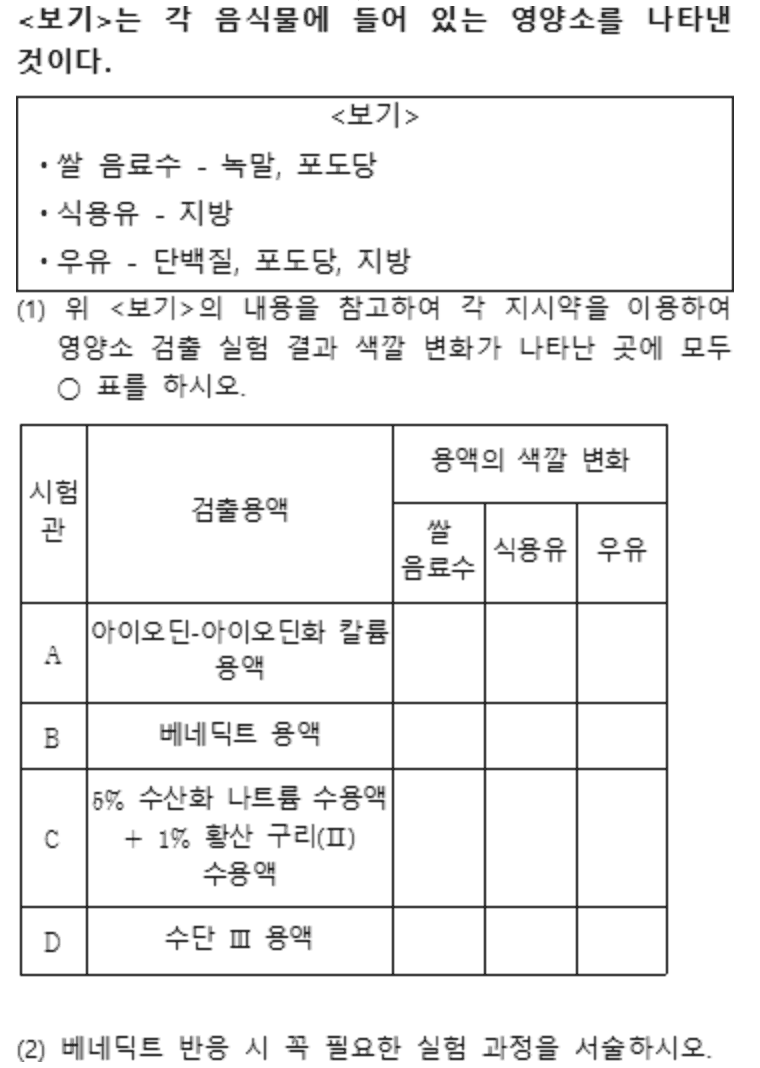 <보기>는 각 음식물에 들어 있는 영양소를 나타낸
것이다.
<보기>
•쌀 음료수 - 녹말, 포도당
•식용유 - 지방
•우유 - 단백질, 포도당, 지방
(1) 위 <보기>의 내용을 참고하여 각 지시약을 이용하여
영양소 검출 실험 결과 색깔 변화가 나타난 곳에 모두
○ 표를 하시오.
시험
관
검출용액
용액의 색깔 변화
쌀
음료수
식용유
우유
A
아이오딘-아이오딘화 칼륨
용액
B
베네딕트 용액
C
5% 수산화 나트륨 수용액
+ 1% 황산 구리(Ⅱ)
수용액
D
수단 Ⅲ 용액
(2) 베네딕트 반응 시 꼭 필요한 실험 과정을 서술하시오.